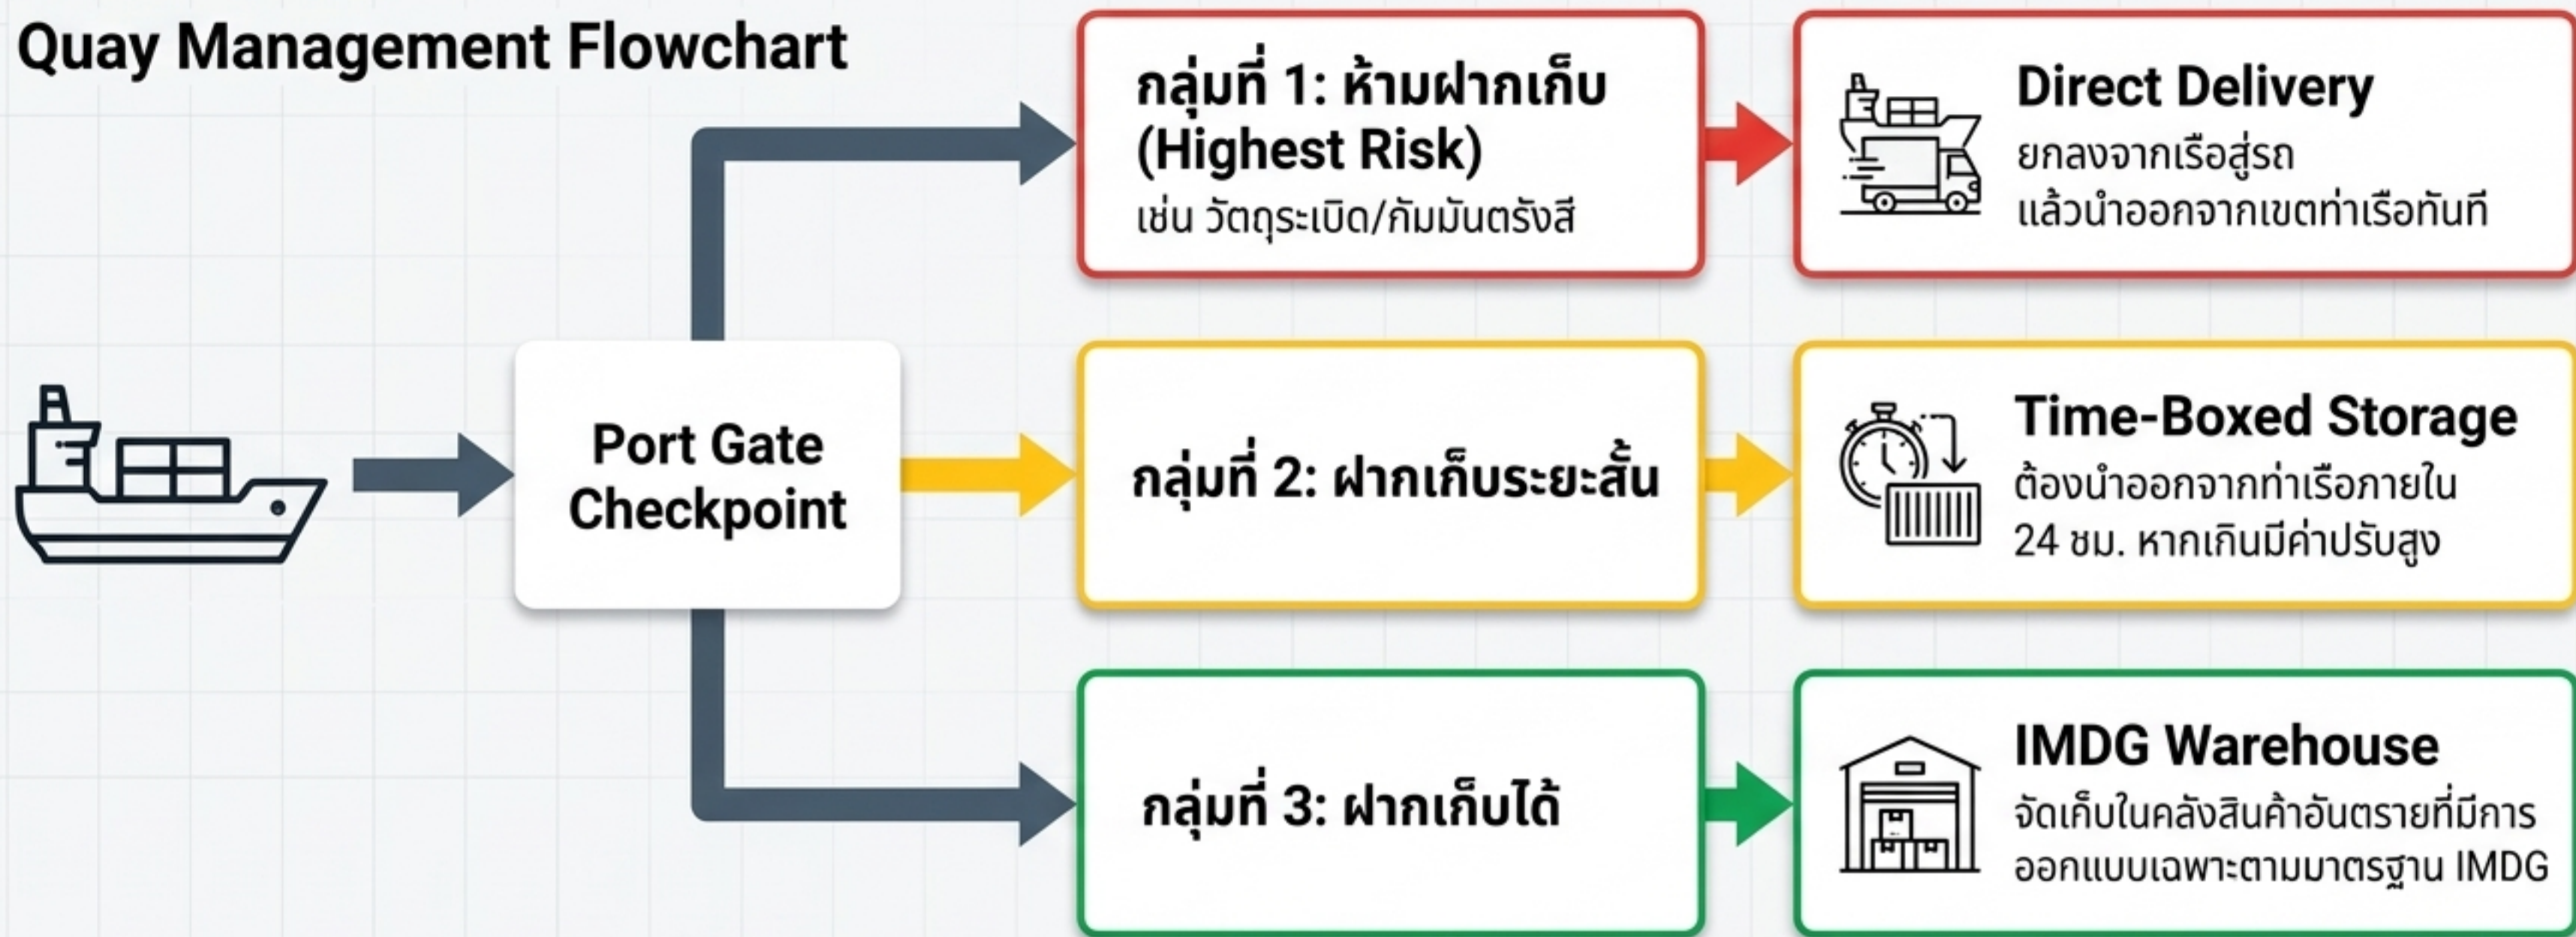 Quay Management Flowchart
Port Gate
Checkpoint
กลุ่มที่ 1: ห้ามฝากเก็บ
(Highest Risk)
เช่น วัตถุระเบิด/กัมมันตรังสี
Direct Delivery
ยกลงจากเรือสู่รถ
แล้วนำออกจากเขตท่าเรือทันที
กลุ่มที่ 2: ฝากเก็บระยะสั้น
Time-Boxed Storage
ต้องนำออกจากท่าเรือภายใน
24 ชม. หากเกินมีค่าปรับสูง
กลุ่มที่ 3: ฝากเก็บได้
IMDG Warehouse
จัดเก็บในคลังสินค้าอันตรายที่มีการ
ออกแบบเฉพาะตามมาตรฐาน IMDG